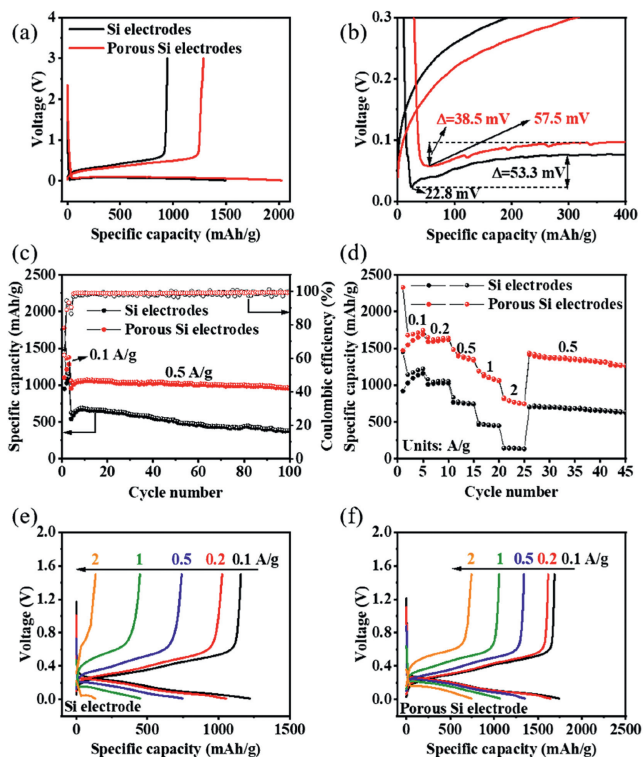 (a)
Si electrodes
Porous Si electrodes
Voltage (V)
4
3
2
1
0
0 500 1000 1500 2000
Specific capacity (mAh/g)
(b)
Voltage (V)
0.3
0.2
0.1
0.0
Δ=38.5 mV
57.5 mV
Δ=53.3 mV
22.8 mV
0 100 200 300 400
Specific capacity (mAh/g)
(c)
Specific capacity (mAh/g)
2500
2000
1500
1000
500
0
Si electrodes
Porous Si electrodes
0.1 A/g
0.5 A/g
100
80
60
40
20
0
Coulombic efficiency (%)
0 20 40 60 80 100
Cycle number
(d)
Specific capacity (mAh/g)
2500
2000
1500
1000
500
0
Si electrodes
Porous Si electrodes
0.1
0.2
0.5
1
2
0.5
Units: A/g
0 5 10 15 20 25 30 35 40 45
Cycle number
(e)
Voltage (V)
2.0
1.6
1.2
0.8
0.4
0.0
2 1 0.5 0.2 0.1 A/g
Si electrode
0 500 1000 1500
Specific capacity (mAh/g)
(f)
Voltage (V)
2.0
1.6
1.2
0.8
0.4
0.0
2 1 0.5 0.2 0.1 A/g
Porous Si electrode
0 500 1000 1500 2000 2500
Specific capacity (mAh/g)